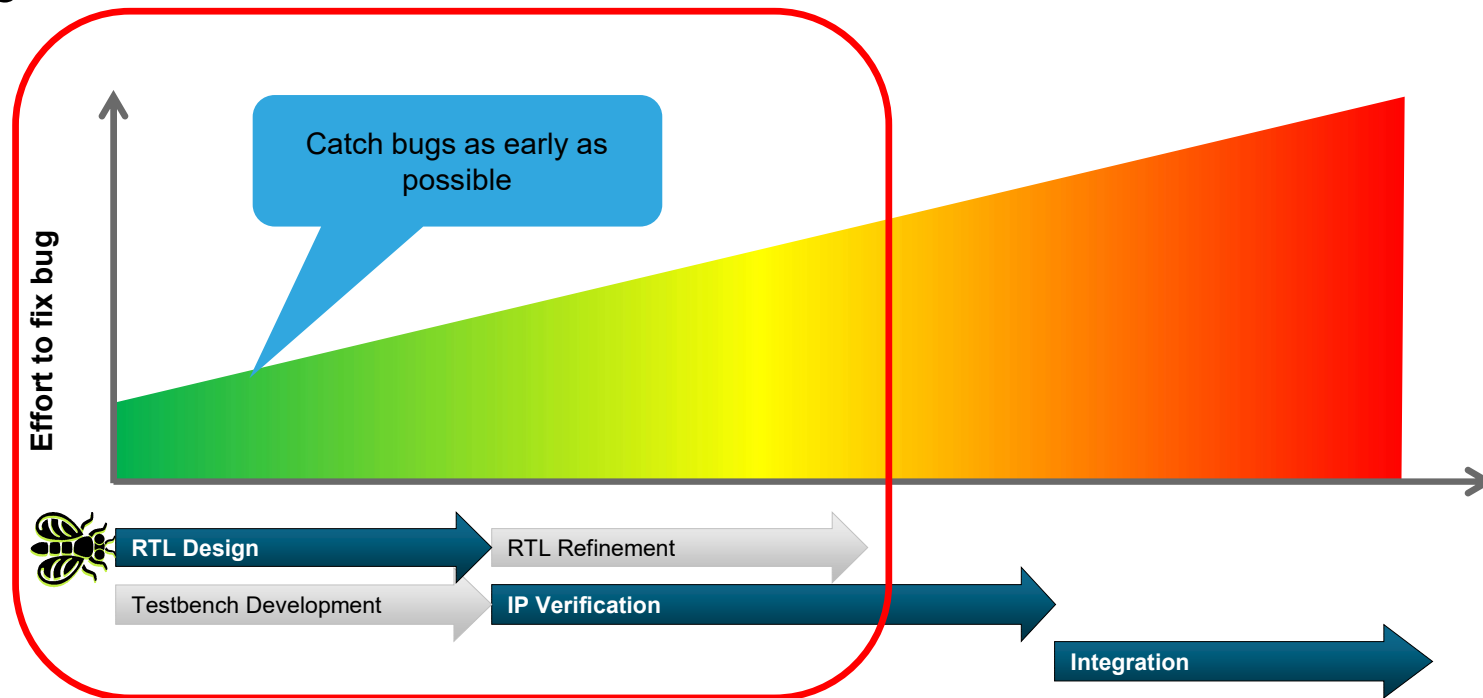 Catch bugs as early as
possible
Effort to fix bug
RTL Design
RTL Refinement
Testbench Development
IP Verification
Integration